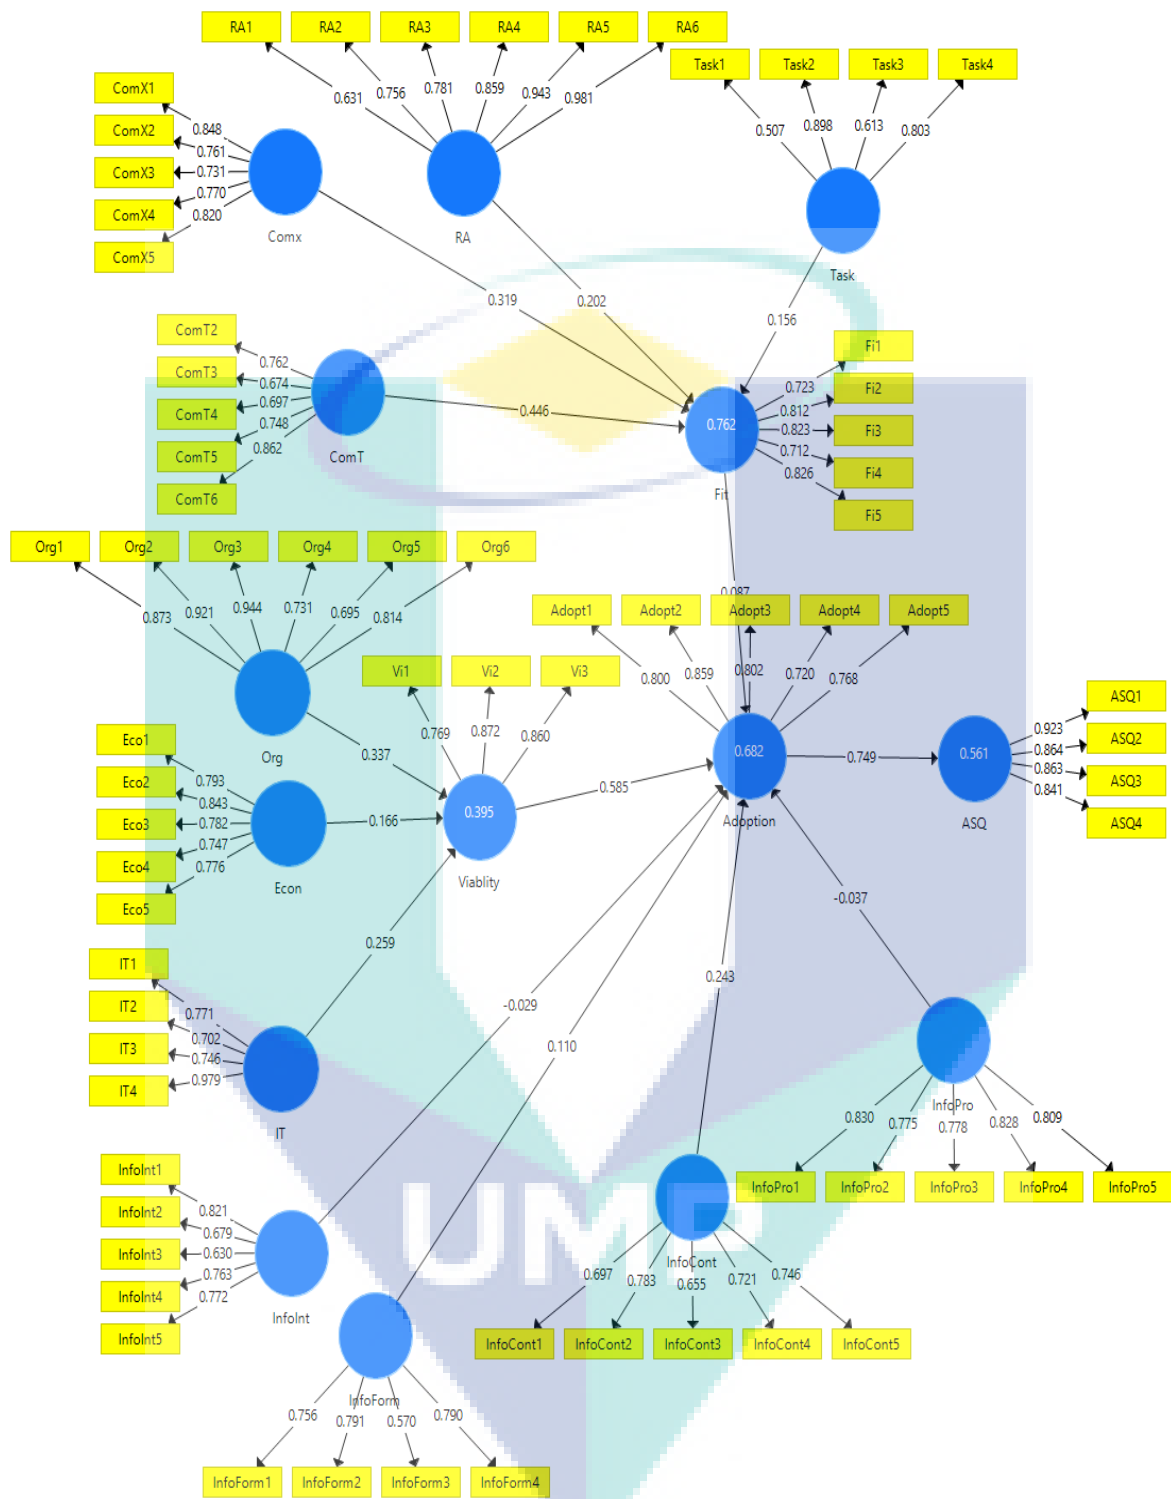 RA1 RA2 RA3 RA4 RA5 RA6
0.631 0.756 0.781 0.859 0.943 0.981
RA
Task1 Task2 Task3 Task4
0.507 0.898 0.613 0.803
Task
ComX1
ComX2
ComX3
ComX4
ComX5
0.848
0.761
0.731
0.770
0.820
Comx
0.319
0.202
0.156
ComT2
ComT3
ComT4
ComT5
ComT6
0.762
0.674
0.697
0.748
0.862
ComT
0.446
0.762
Fit
0.723
0.812
0.823
0.712
0.826
Fi1
Fi2
Fi3
Fi4
Fi5
0.087
Org1 Org2 Org3 Org4 Org5 Org6
0.873 0.921 0.944 0.731 0.695 0.814
Org
0.337
Adopt1 Adopt2 Adopt3 Adopt4 Adopt5
0.800 0.859 0.802 0.720 0.768
Vi1 Vi2 Vi3
0.769 0.872 0.860
0.395
Viablity
0.585
0.682
Adoption
0.749
0.561
ASQ
0.923
0.864
0.863
0.841
ASQ1
ASQ2
ASQ3
ASQ4
Eco1
Eco2
Eco3
Eco4
Eco5
0.793
0.843
0.782
0.747
0.776
Econ
0.166
0.259
IT1
IT2
IT3
IT4
0.771
0.702
0.746
0.979
IT
-0.029
0.110
0.243
-0.037
InfoPro
0.830 0.775 0.778 0.828 0.809
InfoPro1 InfoPro2 InfoPro3 InfoPro4 InfoPro5
InfoInt1
InfoInt2
InfoInt3
InfoInt4
InfoInt5
0.821
0.679
0.630
0.763
0.772
InfoInt
UMP
InfoCont
0.697 0.783 0.655 0.721 0.746
InfoCont1 InfoCont2 InfoCont3 InfoCont4 InfoCont5
InfoForm
0.756 0.791 0.570 0.790
InfoForm1 InfoForm2 InfoForm3 InfoForm4